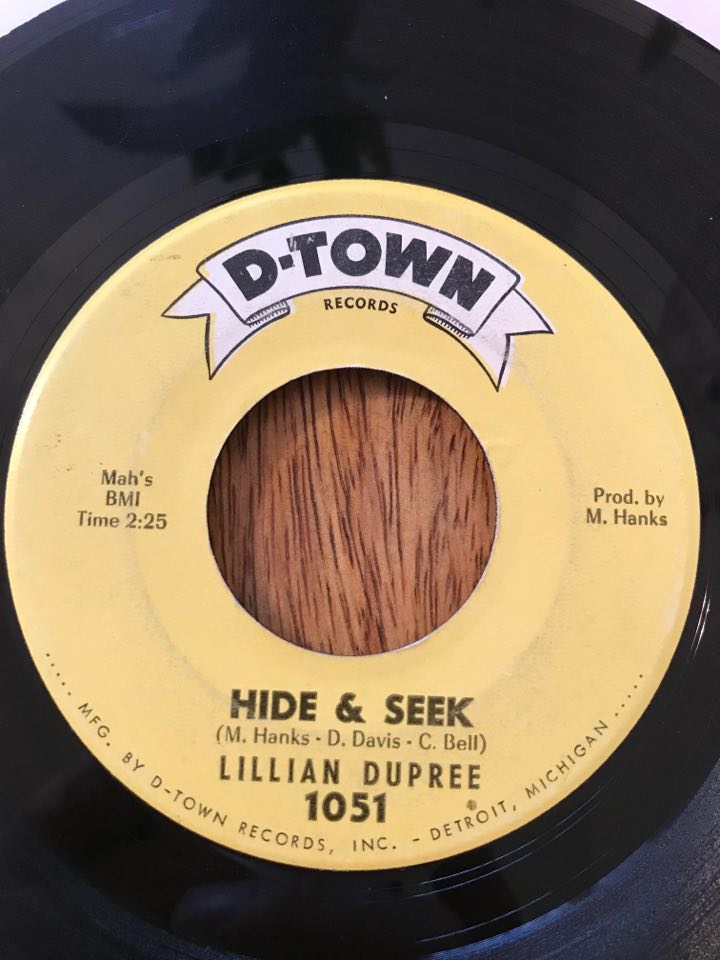 D-TOWN
RECORDS
Mah's
BMI
Time 2:25
Prod. by
M. Hanks
HIDE & SEEK
(M. Hanks - D. Davis - C. Bell)
LILLIAN DUPREE
1051
...... MFG. BY D-TOWN RECORDS, INC. - DETROIT, MICHIGAN ......